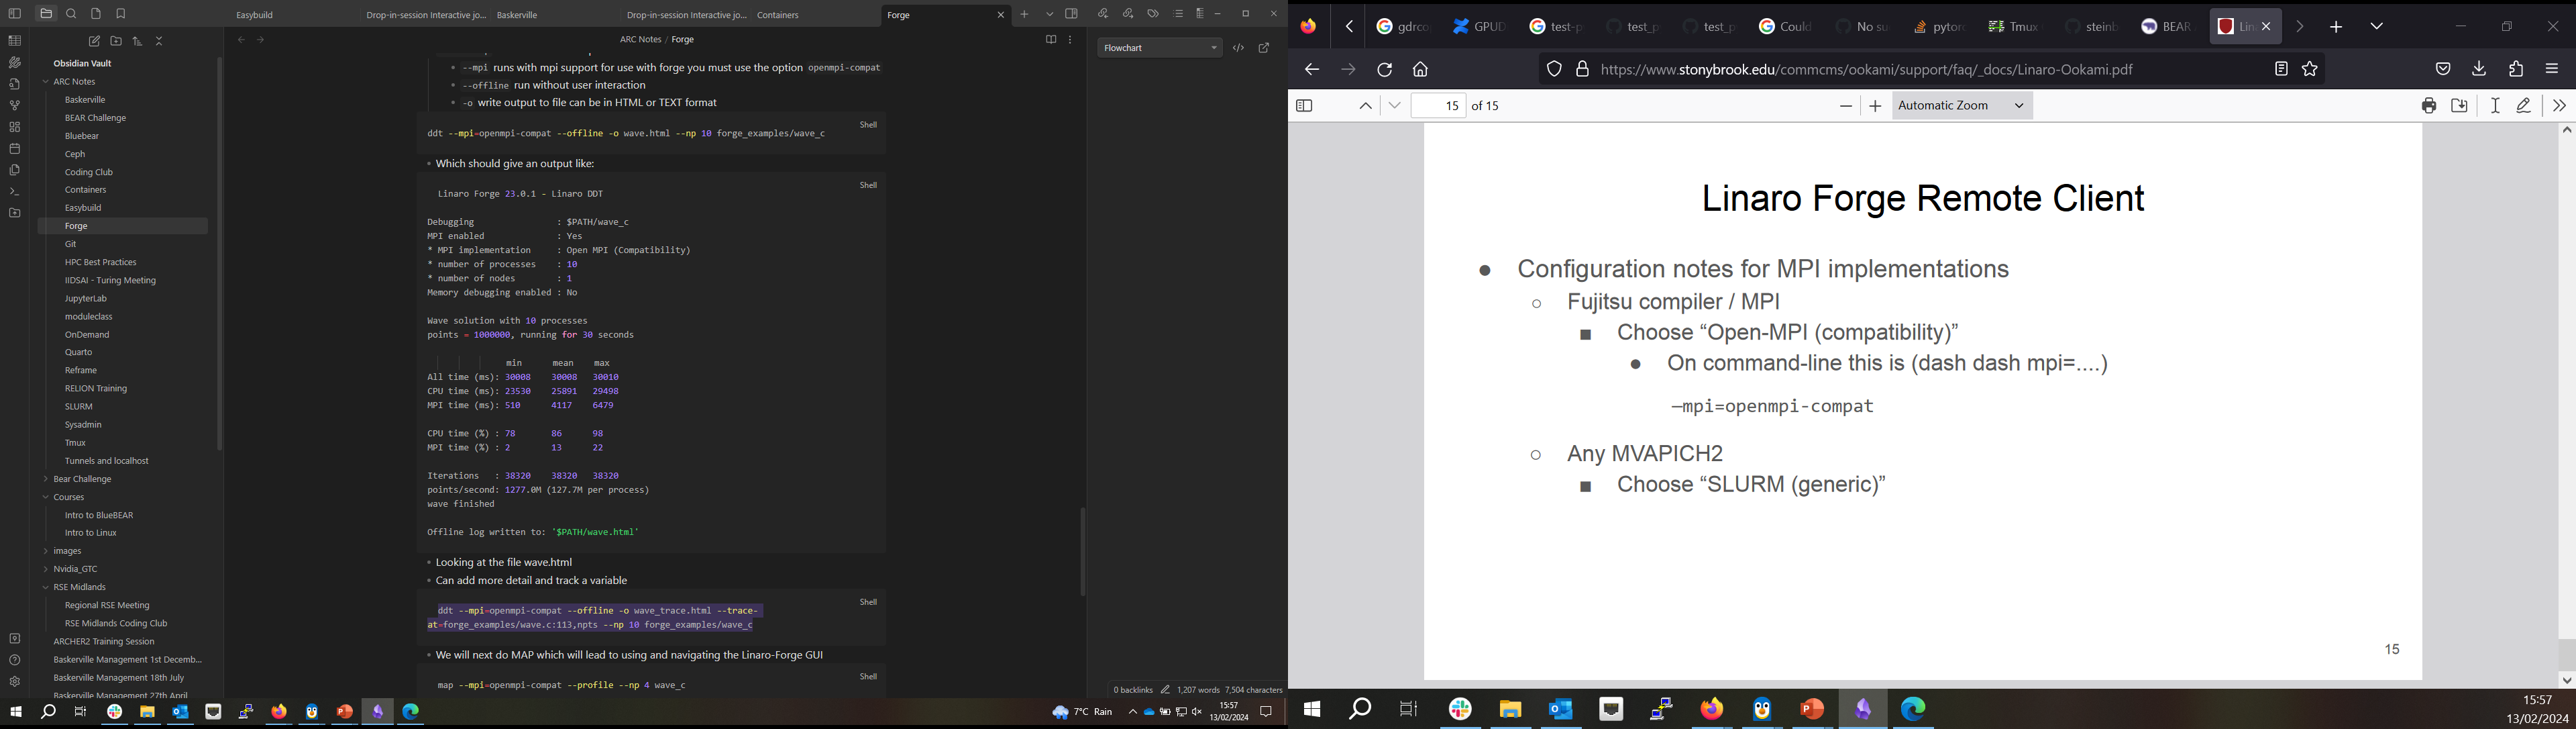 Easybuild
Drop-in-session Interactive jo...
Baskerville
Drop-in-session Interactive jo...
Containers
Forge
ARC Notes / Forge
Flowchart
Obsidian Vault
ARC Notes
Baskerville
BEAR Challenge
Bluebear
Ceph
Coding Club
Containers
Easybuild
Forge
Git
HPC Best Practices
IIDSAI - Turing Meeting
JupyterLab
moduleclass
OnDemand
Quarto
Reframe
RELION Training
SLURM
Sysadmin
Tmux
Tunnels and localhost
Bear Challenge
Courses
Intro to BlueBEAR
Intro to Linux
images
Nvidia_GTC
RSE Midlands
Regional RSE Meeting
RSE Midlands Coding Club
ARCHER2 Training Session
Baskerville Management 1st Decemb...
Baskerville Management 18th July
Baskerville Management 27th April
--mpi runs with mpi support for use with forge you must use the option openmpi-compat
--offline run without user interaction
-o write output to file can be in HTML or TEXT format
Shell
ddt --mpi=openmpi-compat --offline -o wave.html --np 10 forge_examples/wave_c
Which should give an output like:
Shell
Linaro Forge 23.0.1 - Linaro DDT
Debugging : $PATH/wave_c
MPI enabled : Yes
* MPI implementation : Open MPI (Compatibility)
* number of processes : 10
* number of nodes : 1
Memory debugging enabled : No
Wave solution with 10 processes
points = 1000000, running for 30 seconds
min mean max
All time (ms): 30008 30008 30010
CPU time (ms): 23530 25891 29498
MPI time (ms): 510 4117 6479
CPU time (%) : 78 86 98
MPI time (%) : 2 13 22
Iterations : 38320 38320 38320
points/second: 1277.0M (127.7M per process)
wave finished
Offline log written to: '$PATH/wave.html'
Looking at the file wave.html
Can add more detail and track a variable
Shell
ddt --mpi=openmpi-compat --offline -o wave_trace.html --trace-
at=forge_examples/wave.c:113,npts --np 10 forge_examples/wave_c
We will next do MAP which will lead to using and navigating the Linaro-Forge GUI
Shell
map --mpi=openmpi-compat --profile --np 4 wave_c
0 backlinks 1,207 words 7,504 characters
7°C Rain
15:57
13/02/2024
gdrco
GPUD
test-p
test_p
test_p
Could
No su
pytor
Tmux
steinb
BEAR
Lin
https://www.stonybrook.edu/commcms/ookami/support/faq/_docs/Linaro-Ookami.pdf
15 of 15
Automatic Zoom
Linaro Forge Remote Client
● Configuration notes for MPI implementations
○ Fujitsu compiler / MPI
■ Choose “Open-MPI (compatibility)”
● On command-line this is (dash dash mpi=....)
—mpi=openmpi-compat
○ Any MVAPICH2
■ Choose “SLURM (generic)”
15
15:57
13/02/2024